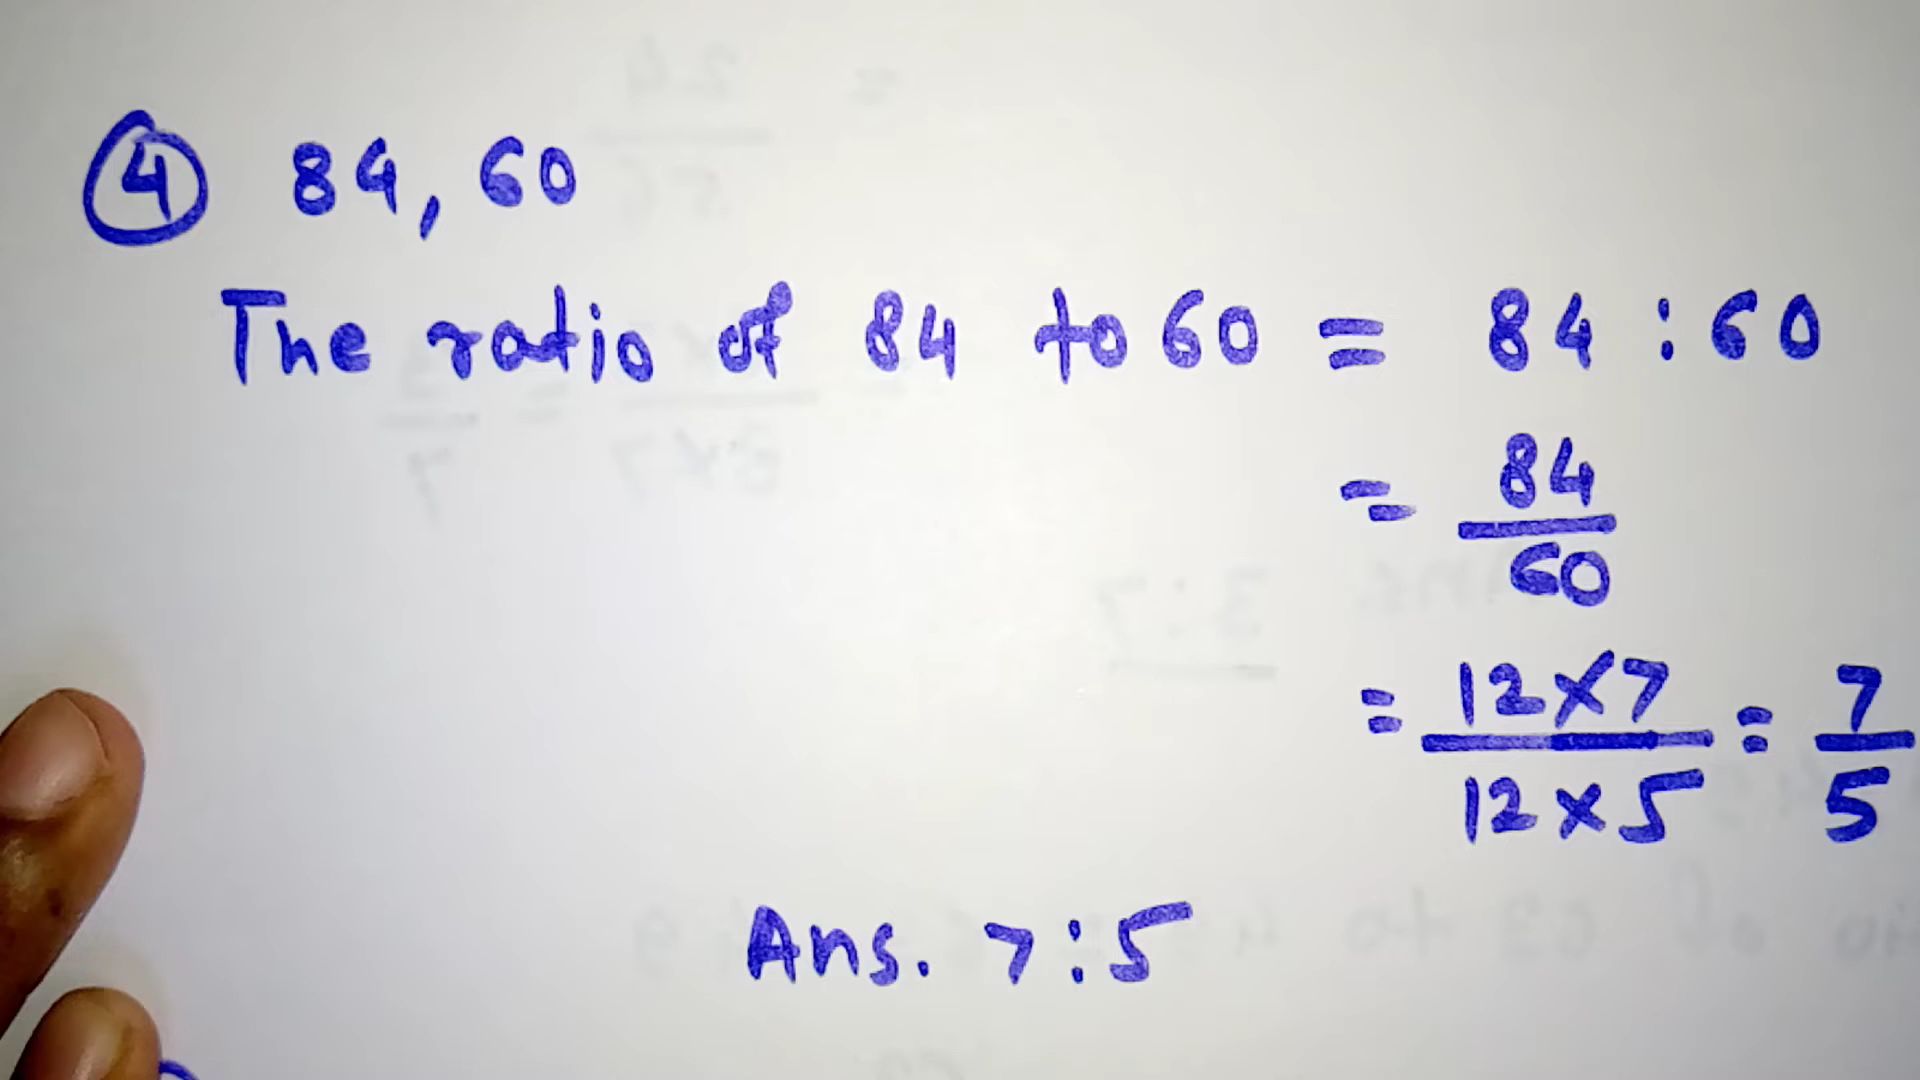 ④ 84, 60
The ratio of 84 to 60 = 84 : 60
= 84/60
= 12×7/12×5 = 7/5
Ans. 7:5